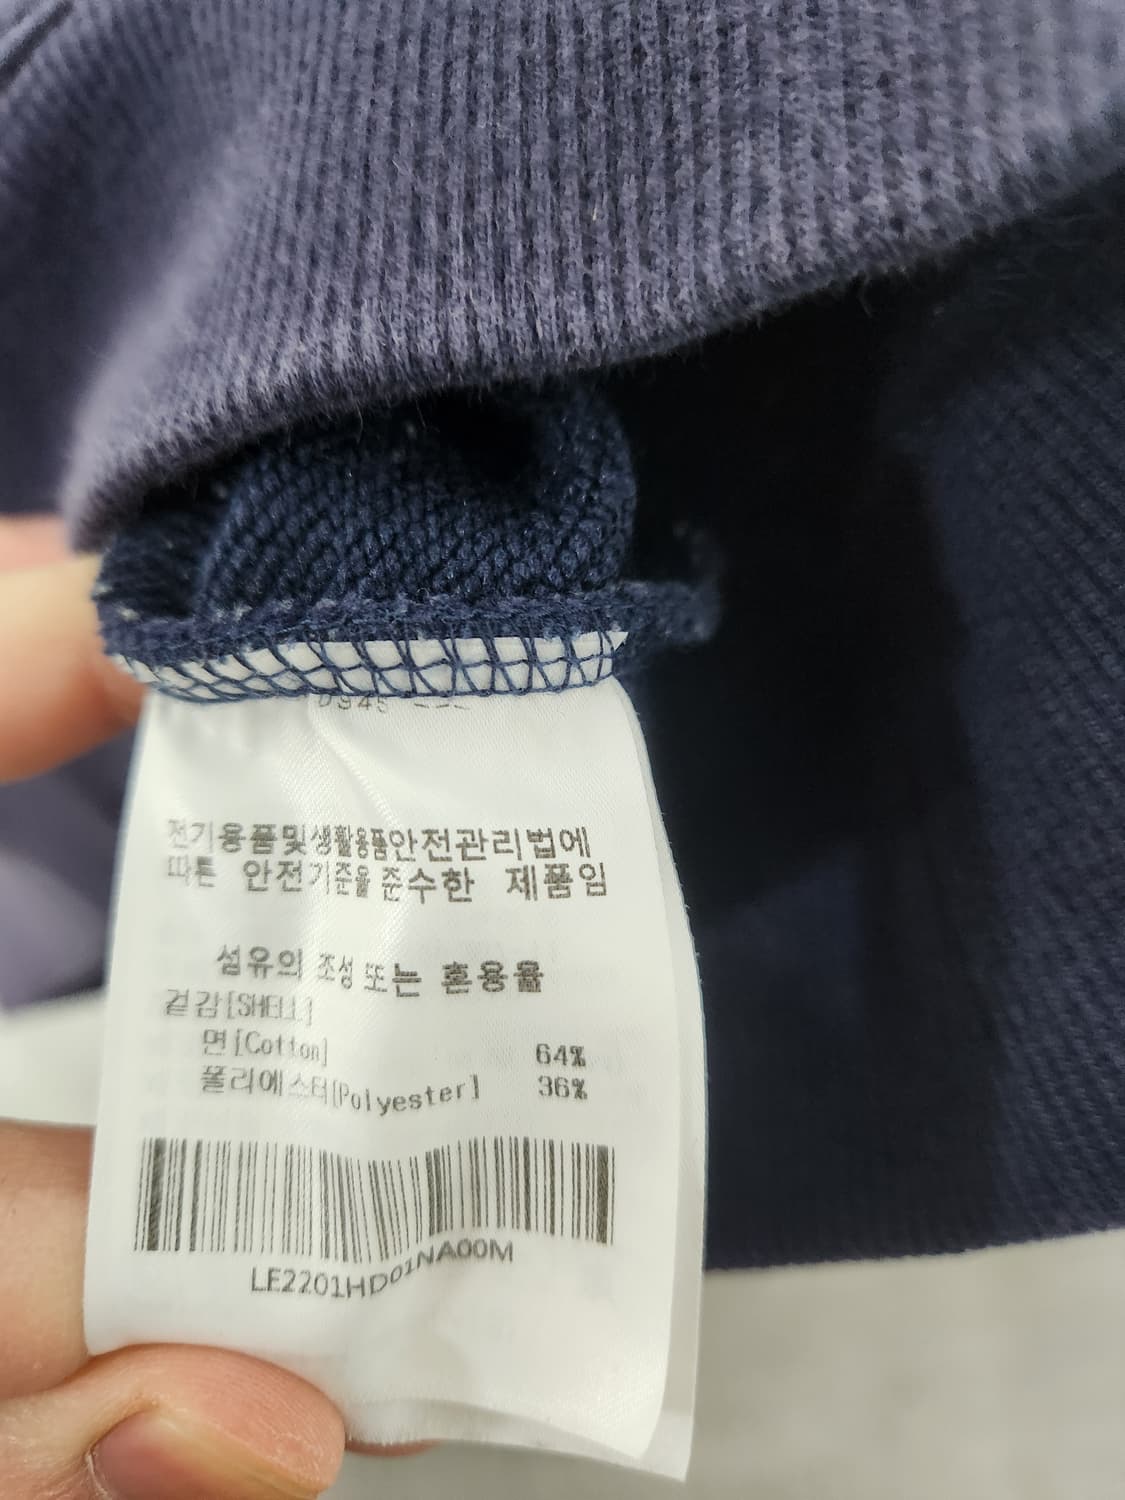 전기용품및생활용품안전관리법에
따른 안전기준을 준수한 제품임
섬유의 조성 또는 혼용율
겉감[SHELL]
면[Cotton] 64%
폴리에스터[Polyester] 36%
LE2201HD01NA00M